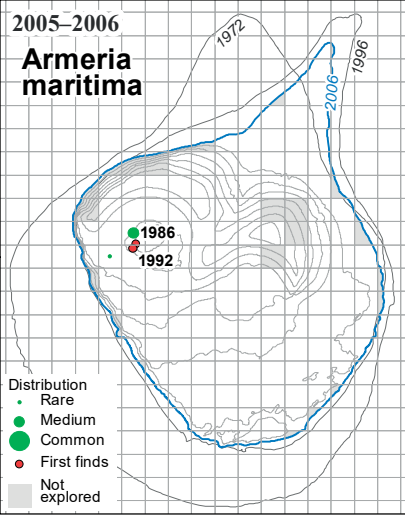 2005–2006
Armeria
maritima
1972
1996
2006
1986
1992
Distribution
Rare
Medium
Common
First finds
Not
explored